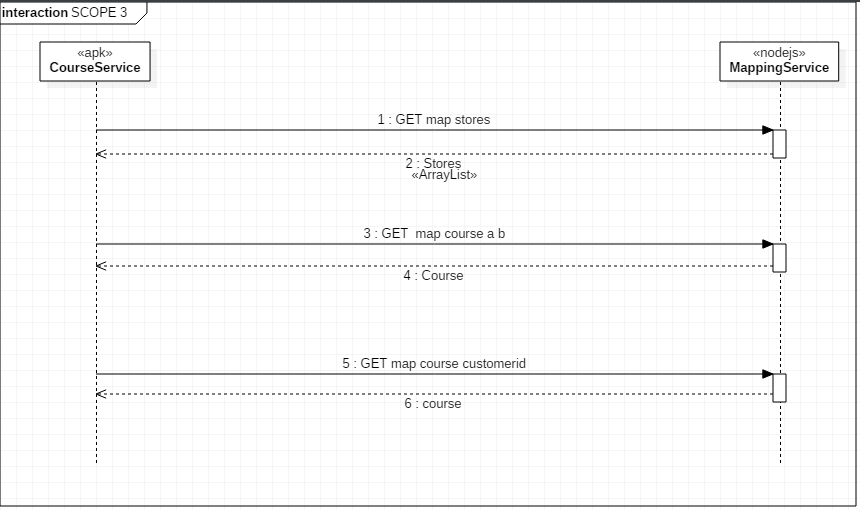 interaction SCOPE 3
«apk»
CourseService
«nodejs»
MappingService
1 : GET map stores
2 : Stores
«ArrayList»
3 : GET  map course a b
4 : Course
5 : GET map course customerid
6 : course